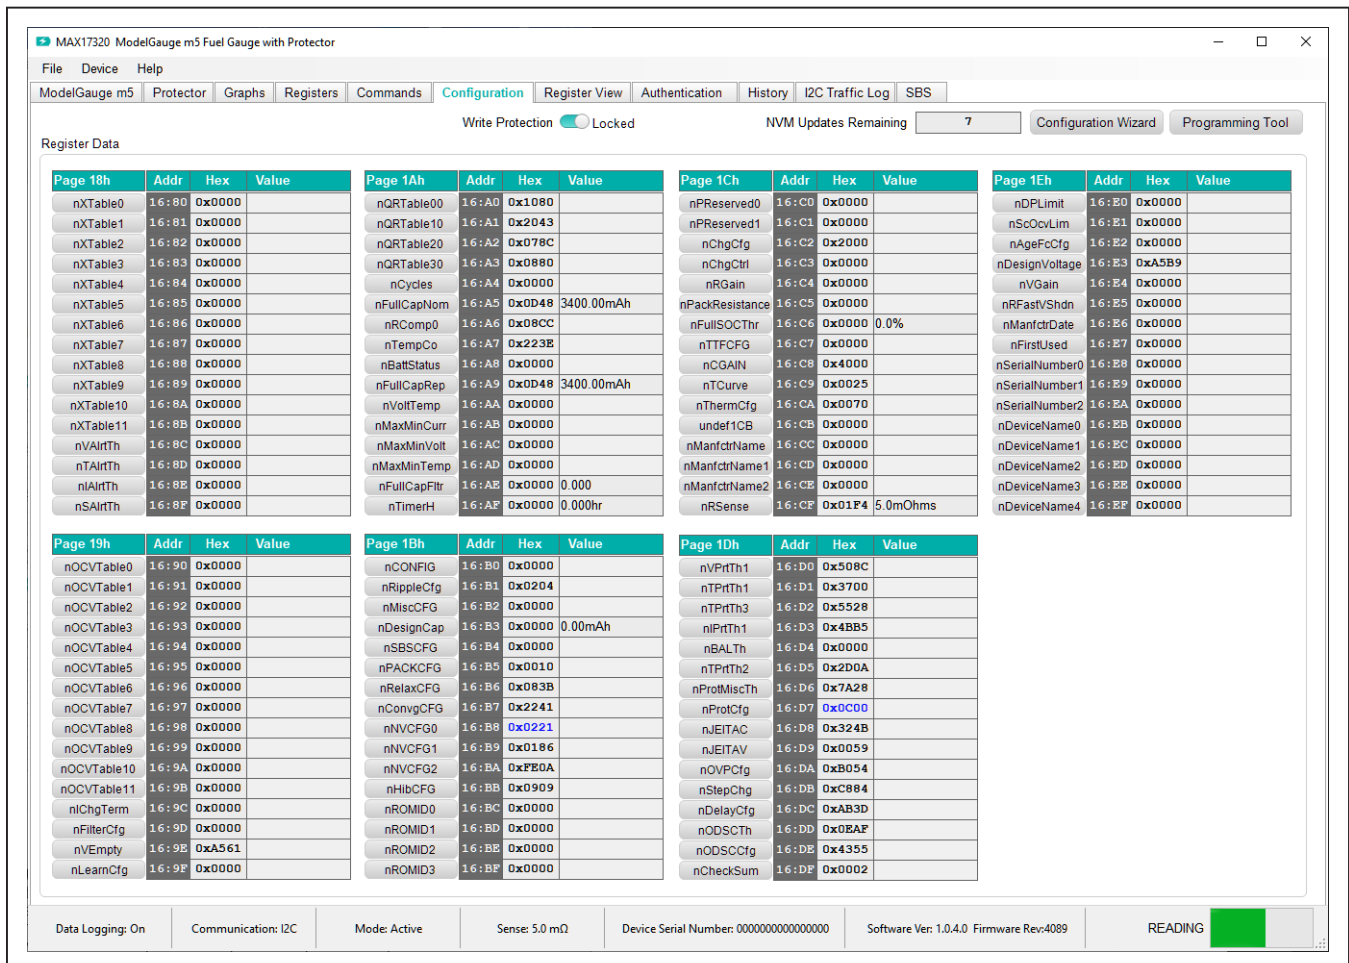 MAX17320 ModelGauge m5 Fuel Gauge with Protector
File Device Help
ModelGauge m5 Protector Graphs Registers Commands Configuration Register View Authentication History I2C Traffic Log SBS
Write Protection Locked NVM Updates Remaining 7 Configuration Wizard Programming Tool
Register Data
Page 18h Addr Hex Value
nXTable0 16:80 0x0000
nXTable1 16:81 0x0000
nXTable2 16:82 0x0000
nXTable3 16:83 0x0000
nXTable4 16:84 0x0000
nXTable5 16:85 0x0000
nXTable6 16:86 0x0000
nXTable7 16:87 0x0000
nXTable8 16:88 0x0000
nXTable9 16:89 0x0000
nXTable10 16:8A 0x0000
nXTable11 16:8B 0x0000
nVAlrtTh 16:8C 0x0000
nTAlrtTh 16:8D 0x0000
nIAlrtTh 16:8E 0x0000
nSAlrtTh 16:8F 0x0000
Page 1Ah Addr Hex Value
nQRTable00 16:A0 0x1080
nQRTable10 16:A1 0x2043
nQRTable20 16:A2 0x078C
nQRTable30 16:A3 0x0880
nCycles 16:A4 0x0000
nFullCapNom 16:A5 0x0D48 3400.00mAh
nRComp0 16:A6 0x08CC
nTempCo 16:A7 0x223E
nBattStatus 16:A8 0x0000
nFullCapRep 16:A9 0x0D48 3400.00mAh
nVoltTemp 16:AA 0x0000
nMaxMinCurr 16:AB 0x0000
nMaxMinVolt 16:AC 0x0000
nMaxMinTemp 16:AD 0x0000
nFullCapFltr 16:AE 0x0000 0.000
nTimerH 16:AF 0x0000 0.000hr
Page 1Ch Addr Hex Value
nPReserved0 16:C0 0x0000
nPReserved1 16:C1 0x0000
nChgCfg 16:C2 0x2000
nChgCtrl 16:C3 0x0000
nRGain 16:C4 0x0000
nPackResistance 16:C5 0x0000
nFullSOCThr 16:C6 0x0000 0.0%
nTTFCFG 16:C7 0x0000
nCGAIN 16:C8 0x4000
nTCurve 16:C9 0x0025
nThermCfg 16:CA 0x0070
undef1CB 16:CB 0x0000
nManfctrName 16:CC 0x0000
nManfctrName1 16:CD 0x0000
nManfctrName2 16:CE 0x0000
nRSense 16:CF 0x01F4 5.0mOhms
Page 1Eh Addr Hex Value
nDPLimit 16:E0 0x0000
nScOcvLim 16:E1 0x0000
nAgeFcCfg 16:E2 0x0000
nDesignVoltage 16:E3 0xA5B9
nVGain 16:E4 0x0000
nRFastVShdn 16:E5 0x0000
nManfctrDate 16:E6 0x0000
nFirstUsed 16:E7 0x0000
nSerialNumber0 16:E8 0x0000
nSerialNumber1 16:E9 0x0000
nSerialNumber2 16:EA 0x0000
nDeviceName0 16:EB 0x0000
nDeviceName1 16:EC 0x0000
nDeviceName2 16:ED 0x0000
nDeviceName3 16:EE 0x0000
nDeviceName4 16:EF 0x0000
Page 19h Addr Hex Value
nOCVTable0 16:90 0x0000
nOCVTable1 16:91 0x0000
nOCVTable2 16:92 0x0000
nOCVTable3 16:93 0x0000
nOCVTable4 16:94 0x0000
nOCVTable5 16:95 0x0000
nOCVTable6 16:96 0x0000
nOCVTable7 16:97 0x0000
nOCVTable8 16:98 0x0000
nOCVTable9 16:99 0x0000
nOCVTable10 16:9A 0x0000
nOCVTable11 16:9B 0x0000
nIChgTerm 16:9C 0x0000
nFilterCfg 16:9D 0x0000
nVEmpty 16:9E 0xA561
nLearnCfg 16:9F 0x0000
Page 1Bh Addr Hex Value
nCONFIG 16:B0 0x0000
nRippleCfg 16:B1 0x0204
nMiscCFG 16:B2 0x0000
nDesignCap 16:B3 0x0000 0.00mAh
nSBSCFG 16:B4 0x0000
nPACKCFG 16:B5 0x0010
nRelaxCFG 16:B6 0x083B
nConvgCFG 16:B7 0x2241
nNVCFG0 16:B8 0x0221
nNVCFG1 16:B9 0x0186
nNVCFG2 16:BA 0xFE0A
nHibCFG 16:BB 0x0909
nROMID0 16:BC 0x0000
nROMID1 16:BD 0x0000
nROMID2 16:BE 0x0000
nROMID3 16:BF 0x0000
Page 1Dh Addr Hex Value
nVPrtTh1 16:D0 0x508C
nTPrtTh1 16:D1 0x3700
nTPrtTh3 16:D2 0x5528
nIPrtTh1 16:D3 0x4BB5
nBALTh 16:D4 0x0000
nTPrtTh2 16:D5 0x2D0A
nProtMiscTh 16:D6 0x7A28
nProtCfg 16:D7 0x0C00
nJEITAC 16:D8 0x324B
nJEITAV 16:D9 0x0059
nOVPCfg 16:DA 0xB054
nStepChg 16:DB 0xC884
nDelayCfg 16:DC 0xAB3D
nODSCTh 16:DD 0x0EAF
nODSCCfg 16:DE 0x4355
nCheckSum 16:DF 0x0002
Data Logging: On Communication: I2C Mode: Active Sense: 5.0 mΩ Device Serial Number: 0000000000000000 Software Ver: 1.0.4.0 Firmware Rev:4089 READING